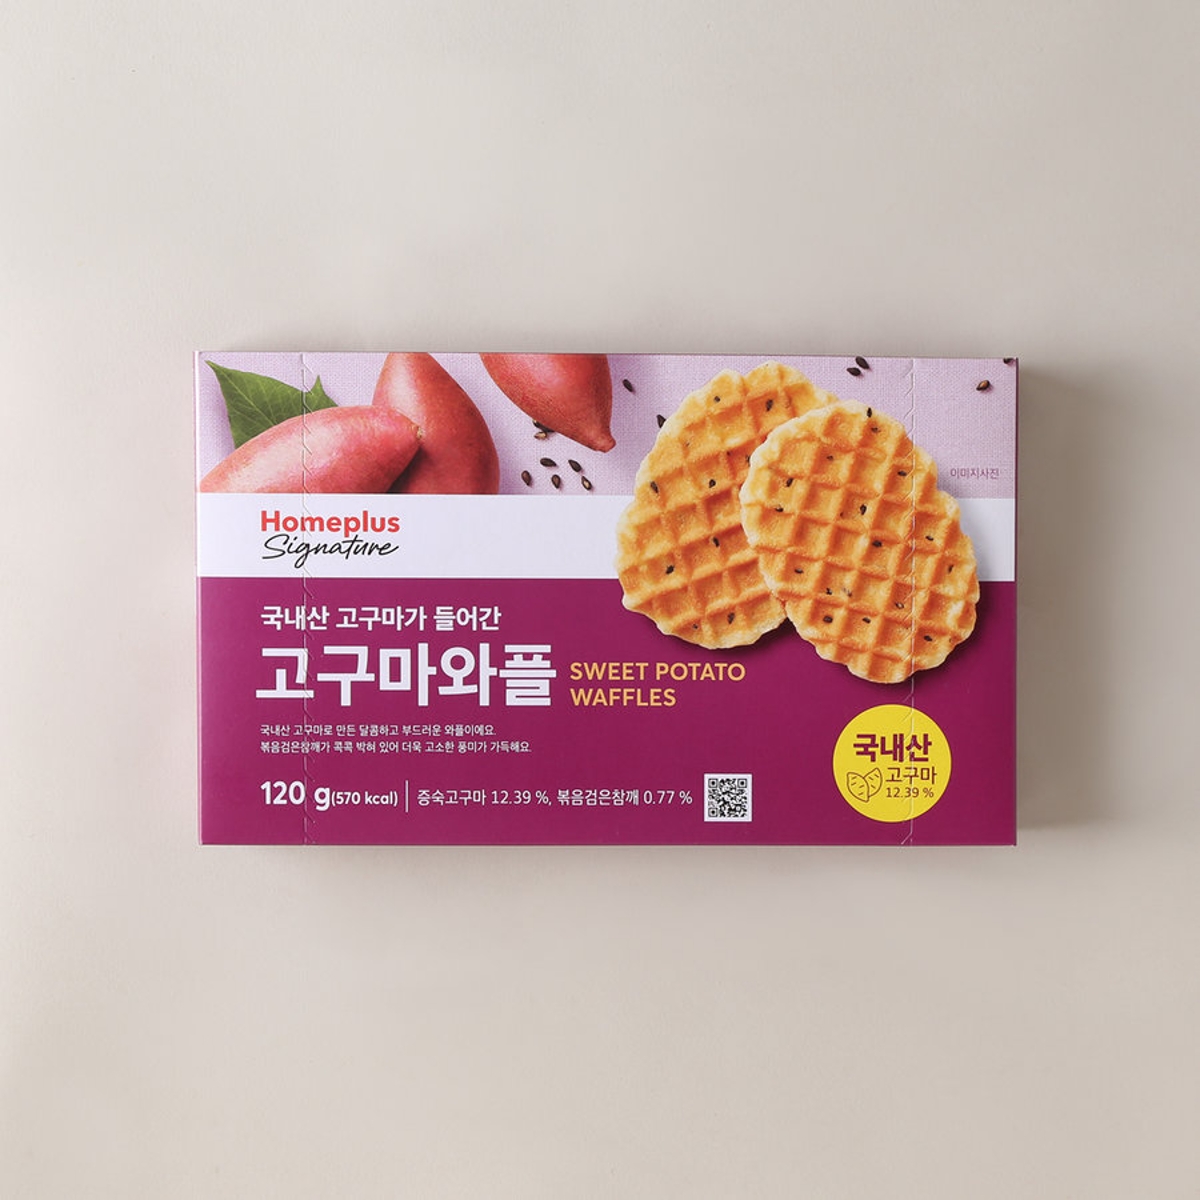 이미지사진
Homeplus
Signature
국내산 고구마가 들어간
고구마와플
SWEET POTATO
WAFFLES
국내산 고구마로 만든 달콤하고 부드러운 와플이에요.
볶음검은참깨가 콕콕 박혀 있어 더욱 고소한 풍미가 가득해요.
120 g(570 kcal)
증숙고구마 12.39 %, 볶음검은참깨 0.77 %
국내산
고구마
12.39 %